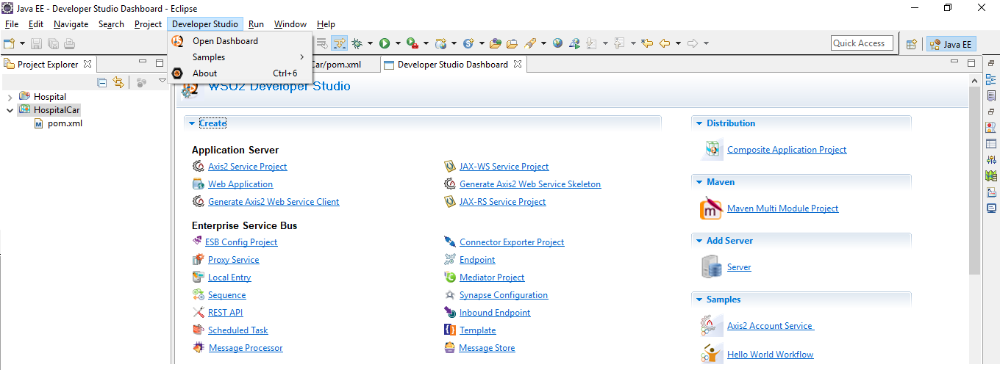 Java EE - Developer Studio Dashboard - Eclipse
File Edit Navigate Search Project Developer Studio Run Window Help
Open Dashboard
Samples
About Ctrl+6
Quick Access
Java EE
Project Explorer
Car/pom.xml
Developer Studio Dashboard
Hospital
HospitalCar
pom.xml
WSO2 Developer Studio
Create
Application Server
Axis2 Service Project
JAX-WS Service Project
Web Application
Generate Axis2 Web Service Skeleton
Generate Axis2 Web Service Client
JAX-RS Service Project
Enterprise Service Bus
ESB Config Project
Connector Exporter Project
Proxy Service
Endpoint
Local Entry
Mediator Project
Sequence
Synapse Configuration
REST API
Inbound Endpoint
Scheduled Task
Template
Message Processor
Message Store
Distribution
Composite Application Project
Maven
Maven Multi Module Project
Add Server
Server
Samples
Axis2 Account Service
Hello World Workflow